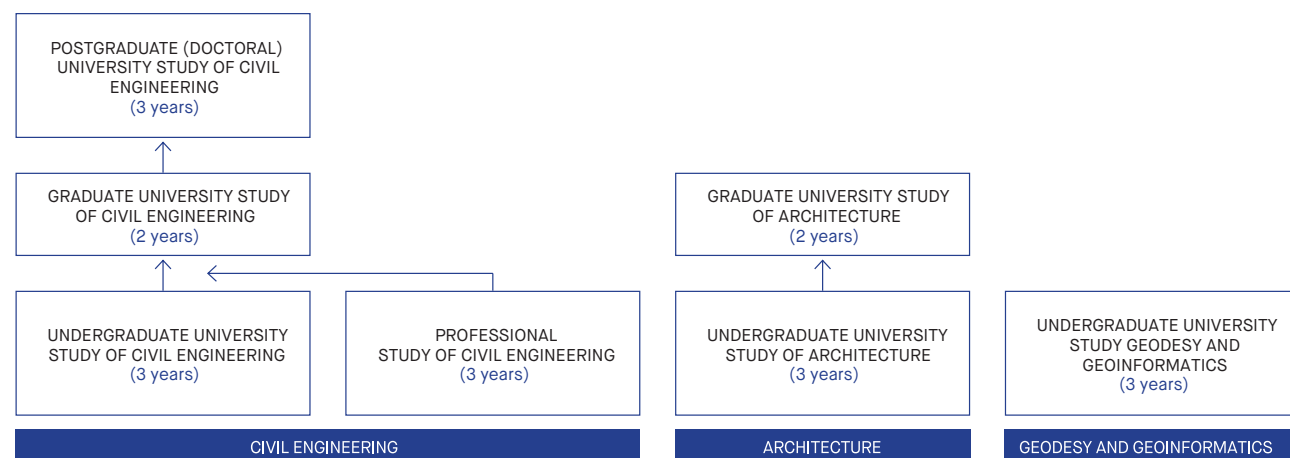 POSTGRADUATE (DOCTORAL)
UNIVERSITY STUDY OF CIVIL
ENGINEERING
(3 years)
GRADUATE UNIVERSITY STUDY
OF CIVIL ENGINEERING
(2 years)
GRADUATE UNIVERSITY STUDY
OF ARCHITECTURE
(2 years)
UNDERGRADUATE UNIVERSITY
STUDY OF CIVIL ENGINEERING
(3 years)
PROFESSIONAL
STUDY OF CIVIL ENGINEERING
(3 years)
UNDERGRADUATE UNIVERSITY
STUDY OF ARCHITECTURE
(3 years)
UNDERGRADUATE UNIVERSITY
STUDY GEODESY AND
GEOINFORMATICS
(3 years)
CIVIL ENGINEERING
ARCHITECTURE
GEODESY AND GEOINFORMATICS